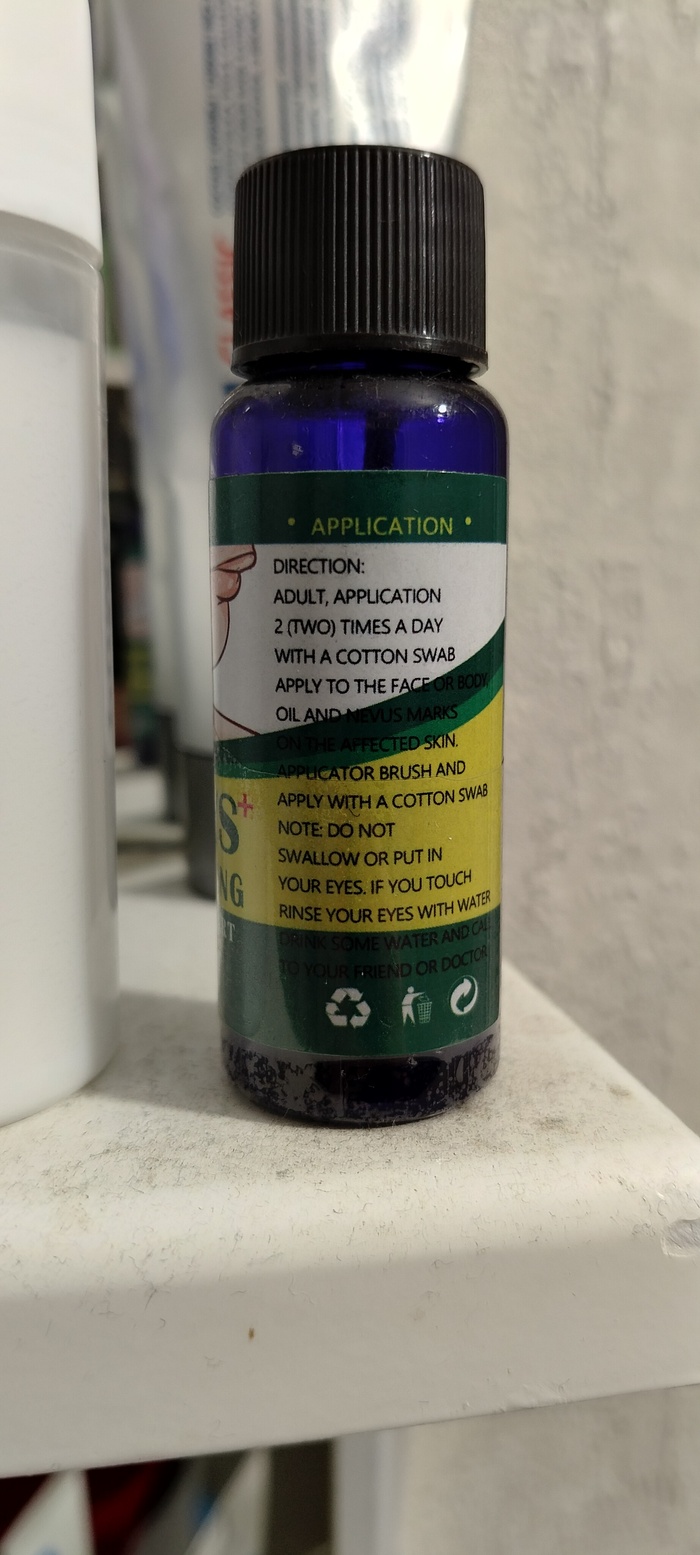 CLASSIC
• APPLICATION •
DIRECTION:
ADULT, APPLICATION
2 (TWO) TIMES A DAY
WITH A COTTON SWAB
APPLY TO THE FACE OR BODY,
OIL AND NEVUS MARKS
ON THE AFFECTED SKIN.
APPLICATOR BRUSH AND
APPLY WITH A COTTON SWAB
NOTE: DO NOT
SWALLOW OR PUT IN
YOUR EYES. IF YOU TOUCH
RINSE YOUR EYES WITH WATER
DRINK SOME WATER AND CALL
TO YOUR FRIEND OR DOCTOR.
S+
NG
RT